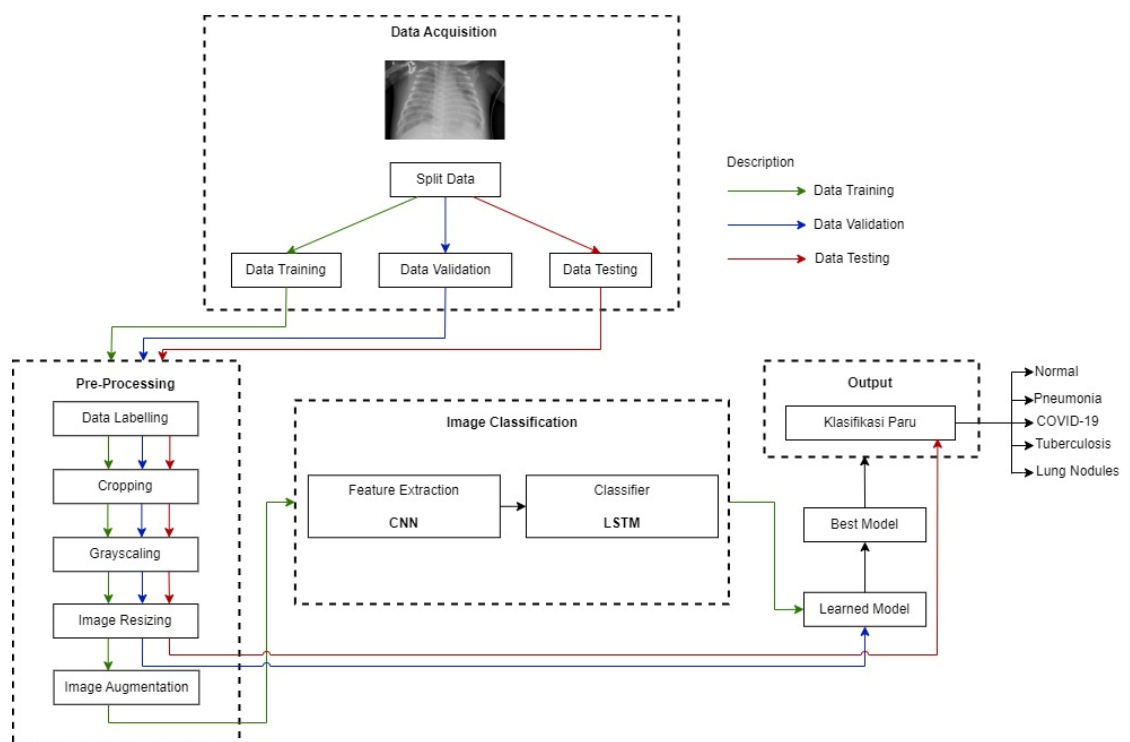 Data Acquisition
Split Data
Data Training
Data Validation
Data Testing
Description
Data Training
Data Validation
Data Testing
Pre-Processing
Data Labelling
Cropping
Grayscaling
Image Resizing
Image Augmentation
Image Classification
Feature Extraction
CNN
Classifier
LSTM
Learned Model
Best Model
Output
Klasifikasi Paru
Normal
Pneumonia
COVID-19
Tuberculosis
Lung Nodules